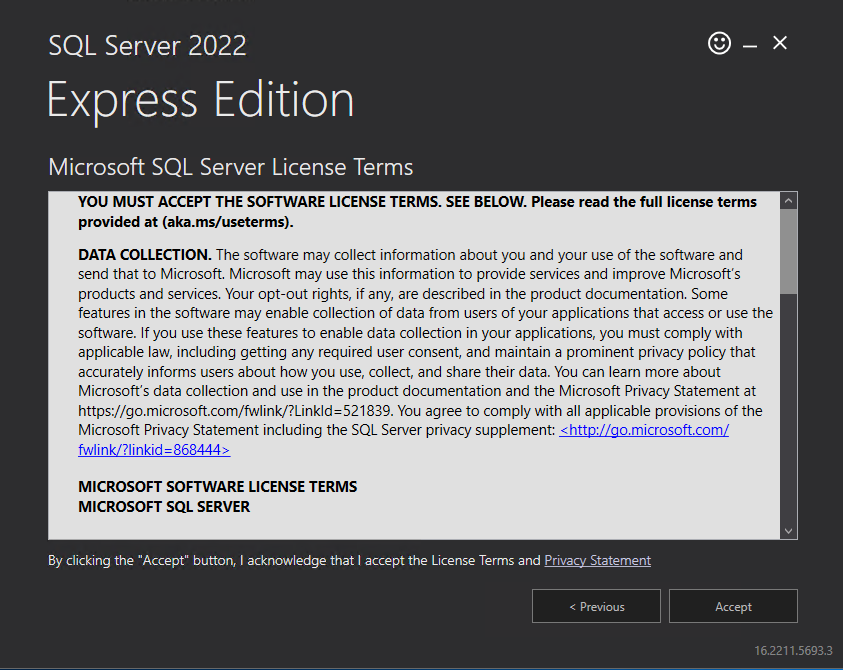 SQL Server 2022
Express Edition
Microsoft SQL Server License Terms
YOU MUST ACCEPT THE SOFTWARE LICENSE TERMS. SEE BELOW. Please read the full license terms
provided at (aka.ms/useterms).
DATA COLLECTION. The software may collect information about you and your use of the software and
send that to Microsoft. Microsoft may use this information to provide services and improve Microsoft’s
products and services. Your opt-out rights, if any, are described in the product documentation. Some
features in the software may enable collection of data from users of your applications that access or use the
software. If you use these features to enable data collection in your applications, you must comply with
applicable law, including getting any required user consent, and maintain a prominent privacy policy that
accurately informs users about how you use, collect, and share their data. You can learn more about
Microsoft’s data collection and use in the product documentation and the Microsoft Privacy Statement at
https://go.microsoft.com/fwlink/?LinkId=521839. You agree to comply with all applicable provisions of the
Microsoft Privacy Statement including the SQL Server privacy supplement: <http://go.microsoft.com/
fwlink/?linkid=868444>
MICROSOFT SOFTWARE LICENSE TERMS
MICROSOFT SQL SERVER
By clicking the "Accept" button, I acknowledge that I accept the License Terms and Privacy Statement
< Previous
Accept
16.2211.5693.3